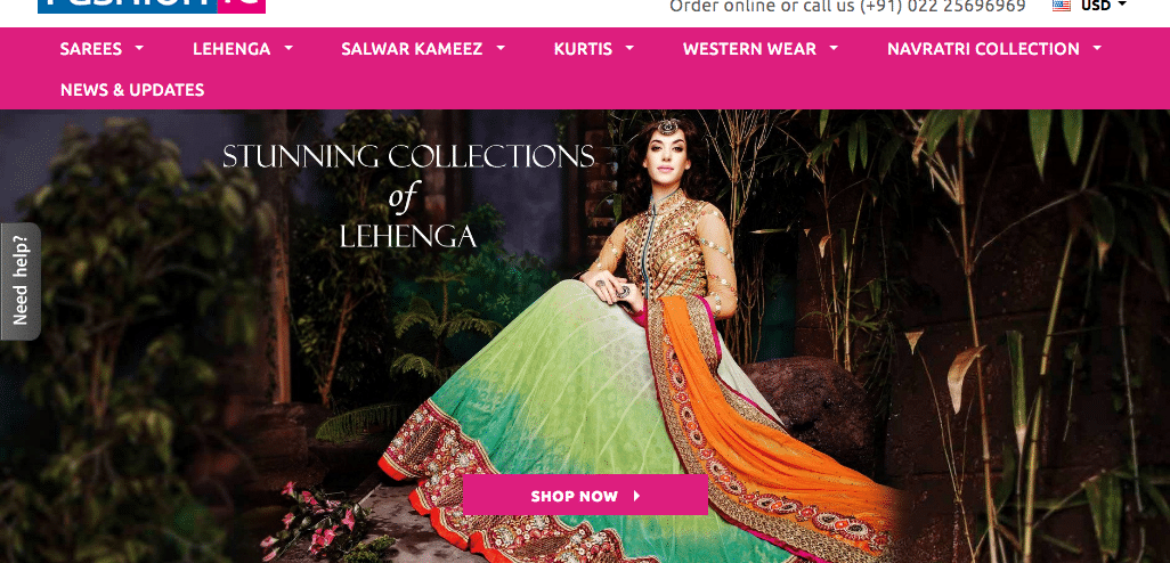 Order online or call us (+91) 022 25696969 USD
SAREES LEHENGA SALWAR KAMEEZ KURTIS WESTERN WEAR NAVRATRI COLLECTION
NEWS & UPDATES
STUNNING COLLECTIONS
of
LEHENGA
Need help?
SHOP NOW